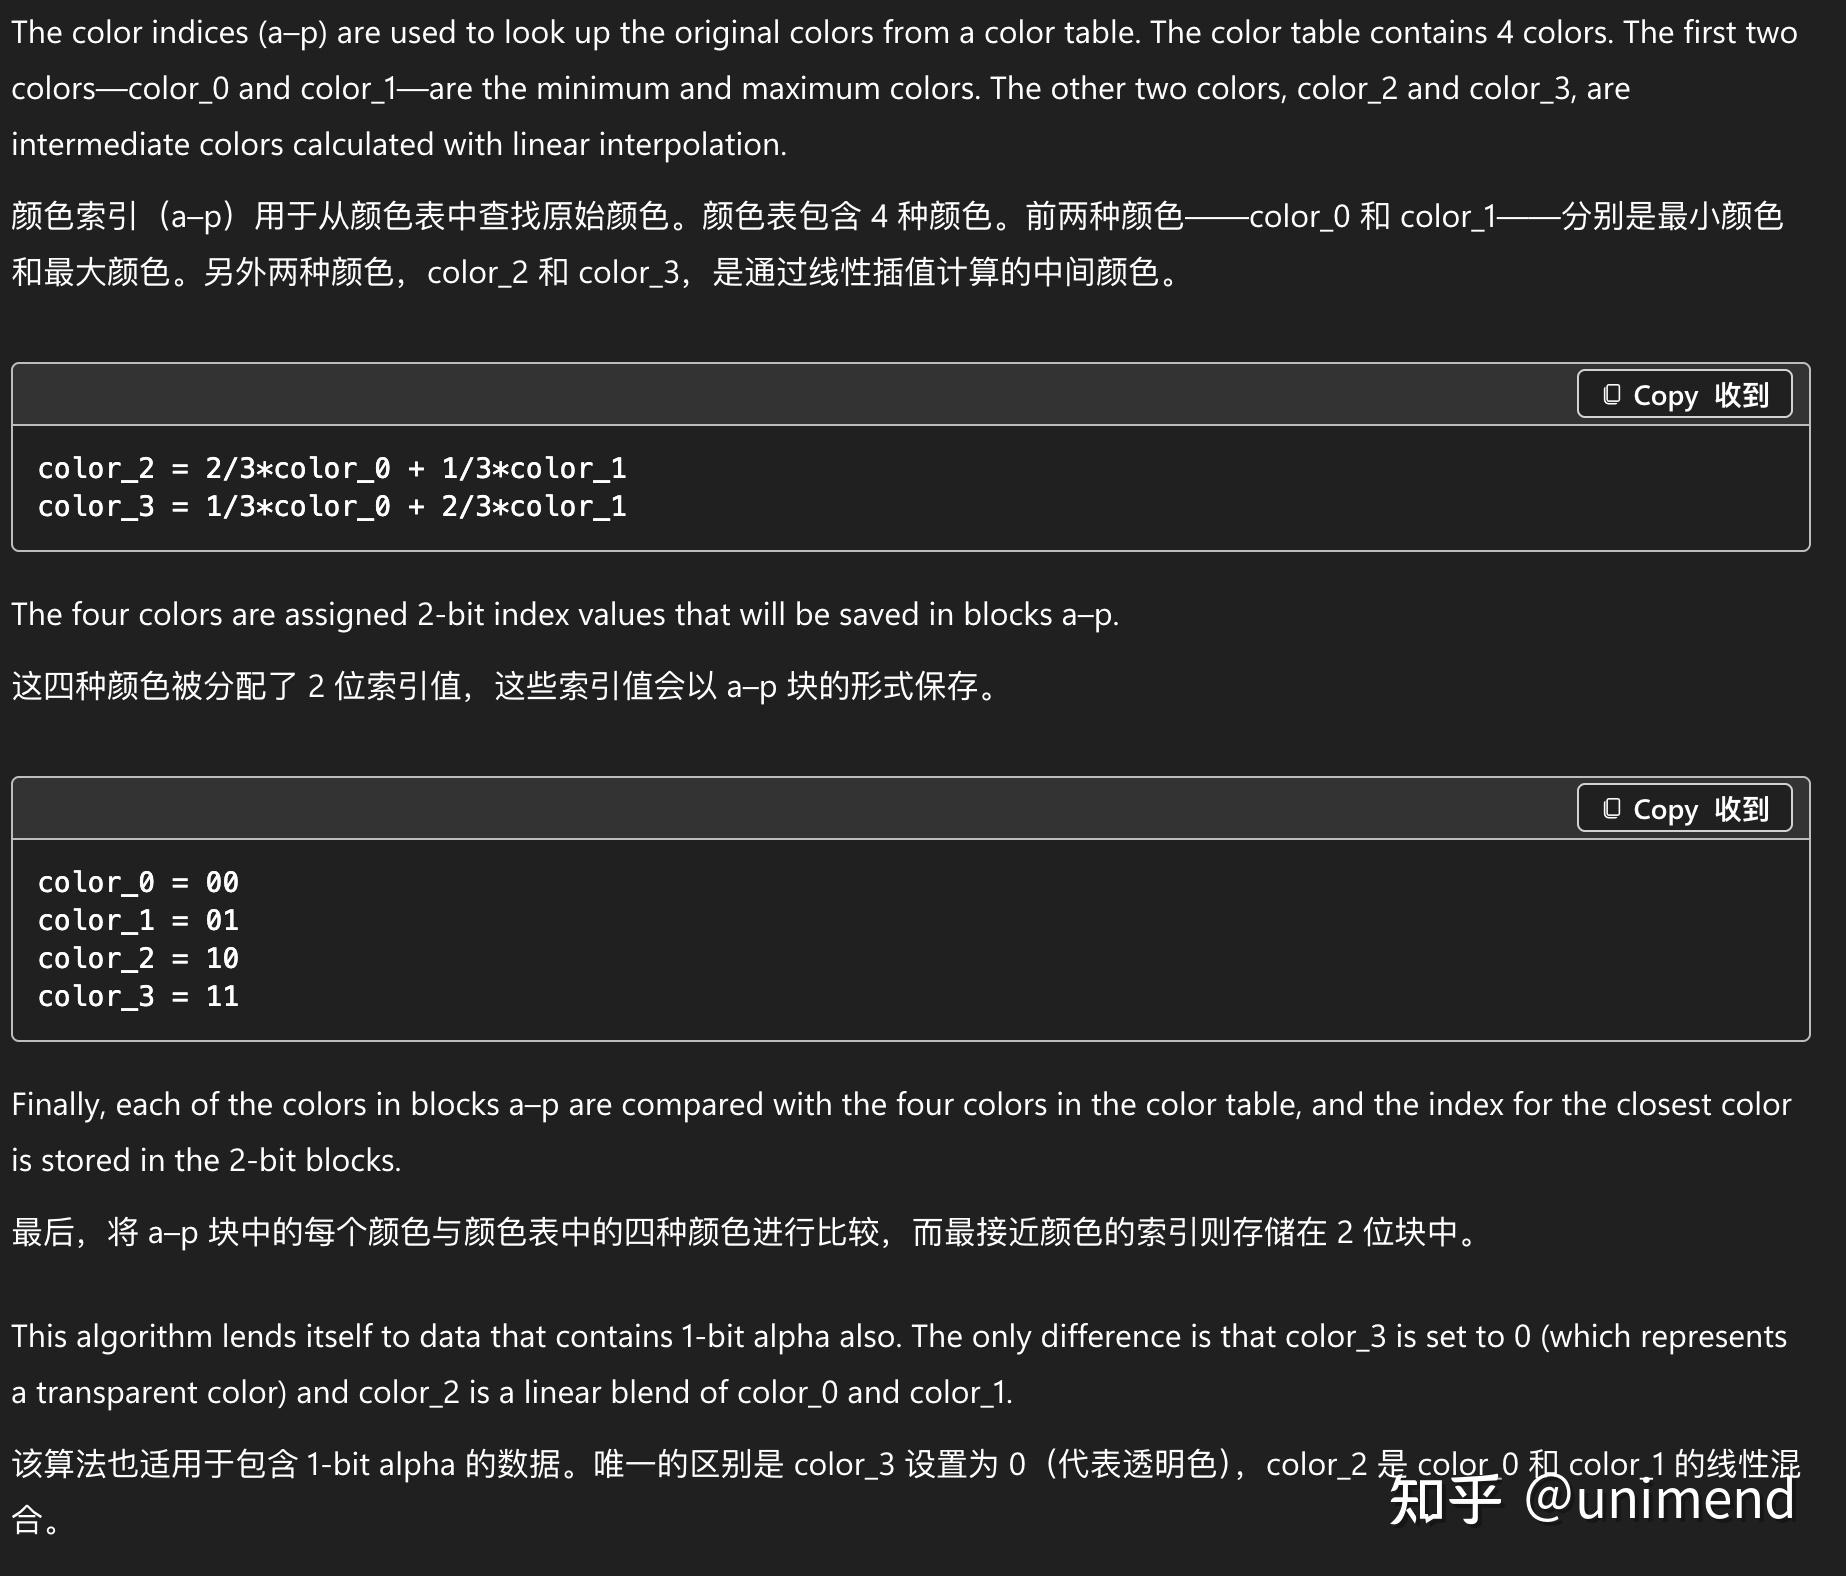 The color indices (a–p) are used to look up the original colors from a color table. The color table contains 4 colors. The first two
colors—color_0 and color_1—are the minimum and maximum colors. The other two colors, color_2 and color_3, are
intermediate colors calculated with linear interpolation.
颜色索引（a–p）用于从颜色表中查找原始颜色。颜色表包含 4 种颜色。前两种颜色——color_0 和 color_1——分别是最小颜色
和最大颜色。另外两种颜色，color_2 和 color_3，是通过线性插值计算的中间颜色。
Copy 收到
color_2 = 2/3*color_0 + 1/3*color_1
color_3 = 1/3*color_0 + 2/3*color_1
The four colors are assigned 2-bit index values that will be saved in blocks a–p.
这四种颜色被分配了 2 位索引值，这些索引值会以 a–p 块的形式保存。
Copy 收到
color_0 = 00
color_1 = 01
color_2 = 10
color_3 = 11
Finally, each of the colors in blocks a–p are compared with the four colors in the color table, and the index for the closest color
is stored in the 2-bit blocks.
最后，将 a–p 块中的每个颜色与颜色表中的四种颜色进行比较，而最接近颜色的索引则存储在 2 位块中。
This algorithm lends itself to data that contains 1-bit alpha also. The only difference is that color_3 is set to 0 (which represents
a transparent color) and color_2 is a linear blend of color_0 and color_1.
该算法也适用于包含 1-bit alpha 的数据。唯一的区别是 color_3 设置为 0（代表透明色），color_2 是 color_0 和 color_1 的线性混
合。
知乎 @unimend